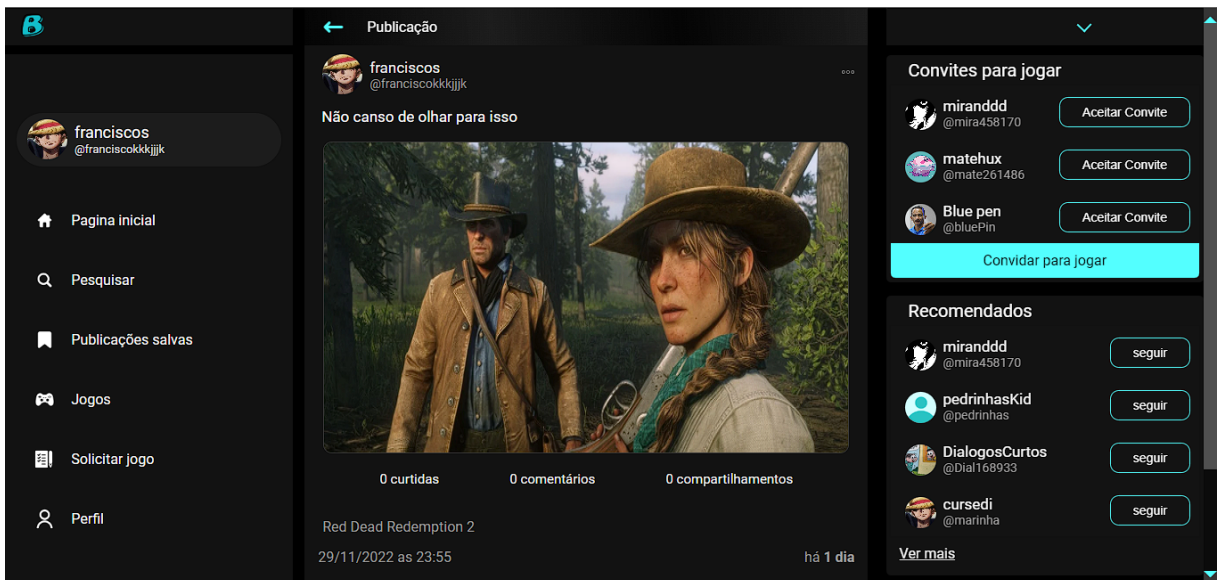 B
franciscos
@franciscokkkjjjk
Pagina inicial
Pesquisar
Publicações salvas
Jogos
Solicitar jogo
Perfil
Publicação
franciscos
@franciscokkkjjjk
Não canso de olhar para isso
0 curtidas 0 comentários 0 compartilhamentos
Red Dead Redemption 2
29/11/2022 as 23:55 há 1 dia
Convites para jogar
miranddd
@mira458170
Aceitar Convite
matehux
@mate261486
Aceitar Convite
Blue pen
@bluePin
Aceitar Convite
Convidar para jogar
Recomendados
miranddd
@mira458170
seguir
pedrinhasKid
@pedrinhas
seguir
DialogosCurtos
@Dial168933
seguir
cursedi
@marinha
seguir
Ver mais